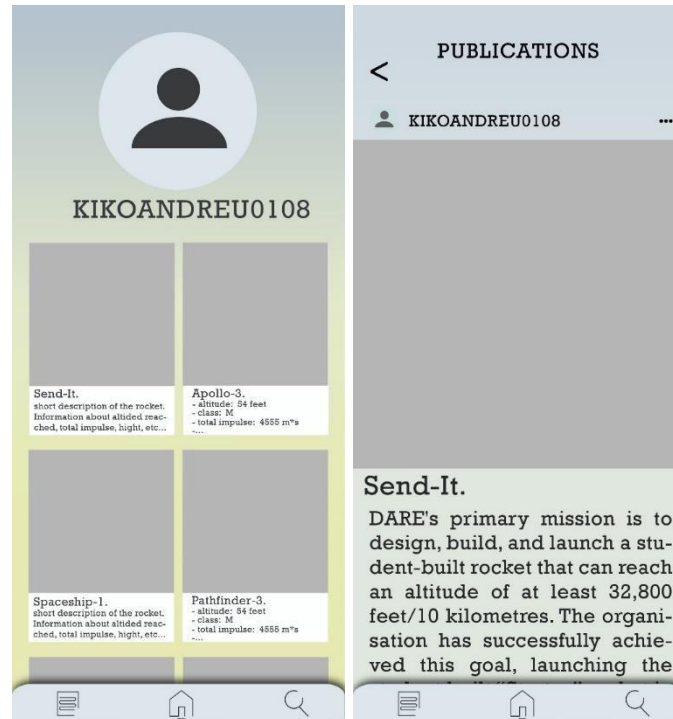 KIKOANDREU0108
Send-It.
short description of the rocket.
Information about altided reac-
ched, total impulse, hight, etc...
Apollo-3.
- altitude: 54 feet
- class: M
- total impulse: 4555 m*s
-...
Spaceship-1.
short description of the rocket.
Information about altided reac-
ched, total impulse, hight, etc...
Pathfinder-3.
- altitude: 54 feet
- class: M
- total impulse: 4555 m*s
-...
PUBLICATIONS
<
KIKOANDREU0108
Send-It.
DARE's primary mission is to
design, build, and launch a stu-
dent-built rocket that can reach
an altitude of at least 32,800
feet/10 kilometres. The organi-
sation has successfully achie-
ved this goal, launching the